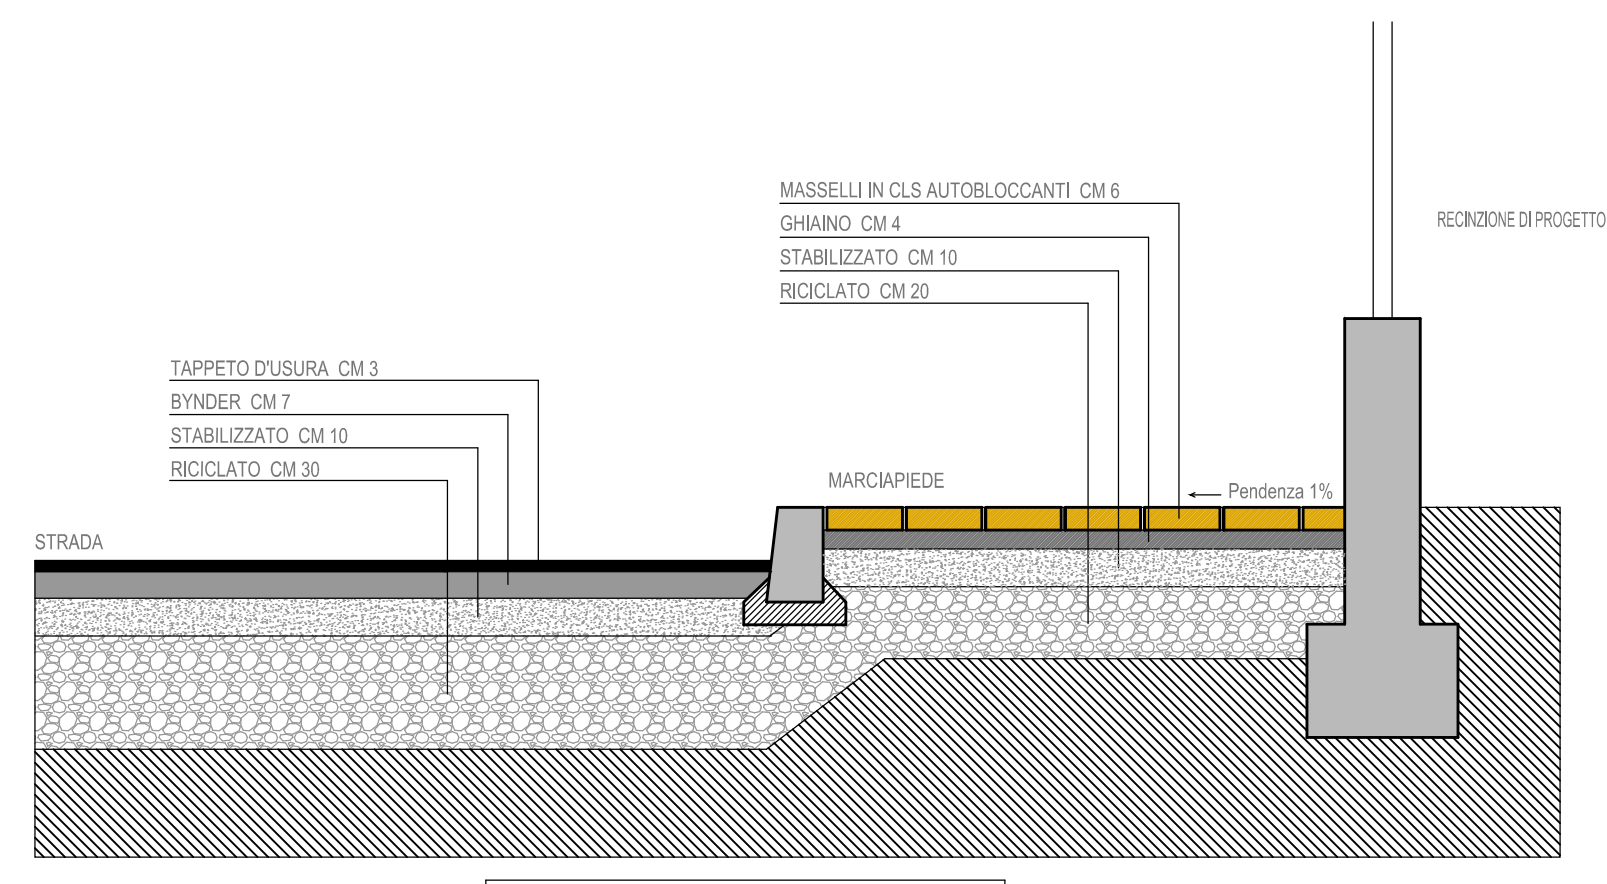 MASSELLI IN CLS AUTOBLOCCANTI CM 6
GHIAINO CM 4
STABILIZZATO CM 10
RICICLATO CM 20
RECINZIONE DI PROGETTO
TAPPETO D'USURA CM 3
BYNDER CM 7
STABILIZZATO CM 10
RICICLATO CM 30
MARCIAPIEDE
Pendenza 1%
STRADA